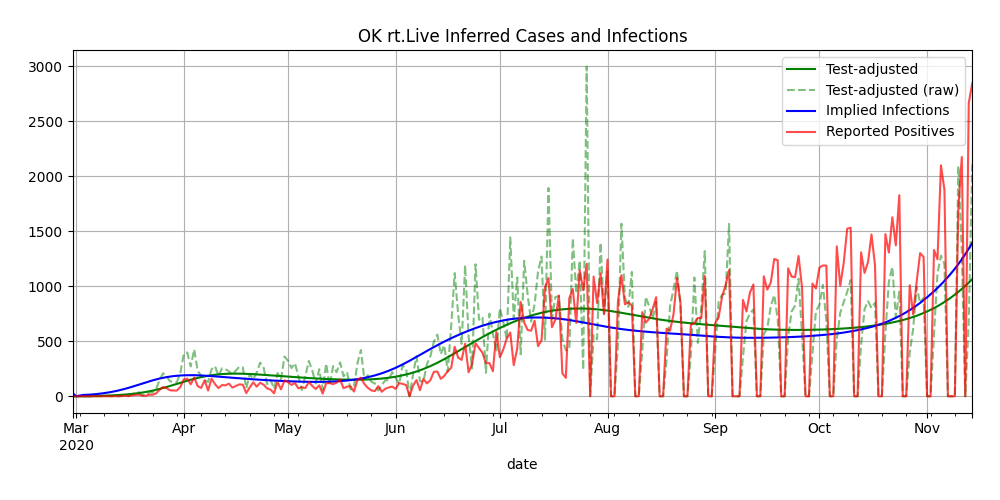 OK rt.Live Inferred Cases and Infections
3000
2500
2000
1500
1000
500
0
Test-adjusted
Test-adjusted (raw)
Implied Infections
Reported Positives
Mar Apr May Jun Jul Aug Sep Oct Nov
2020
date